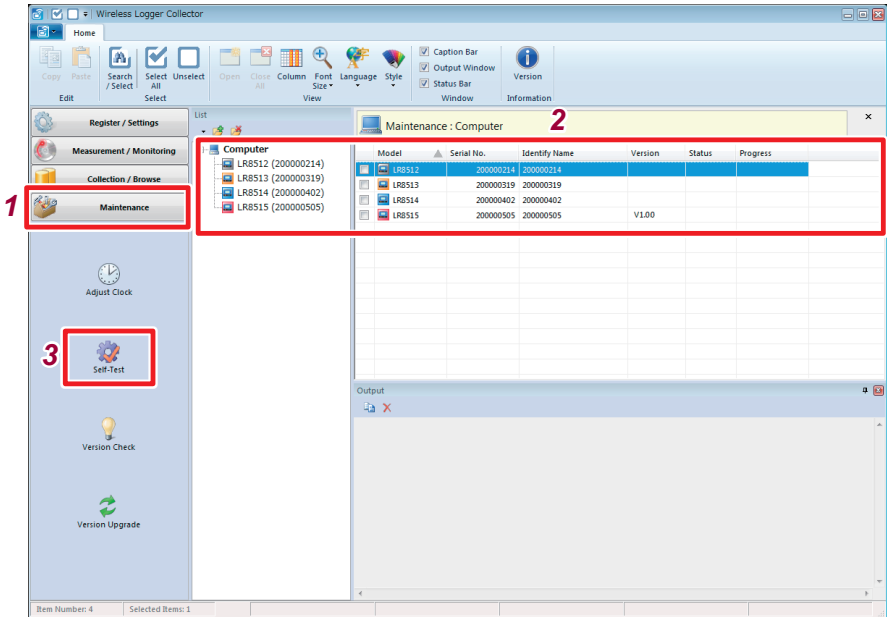 Wireless Logger Collector
Home
Copy Paste Search / Select Select All Unselect Open Close All Column Font Size Language Style Caption Bar Output Window Status Bar Version
Edit Select View Window Information
Register / Settings
Measurement / Monitoring
Collection / Browse
1 Maintenance
Adjust Clock
3 Self-Test
Version Check
Version Upgrade
List
Computer
LR8512 (200000214)
LR8513 (200000319)
LR8514 (200000402)
LR8515 (200000505)
Maintenance : Computer
2
Model Serial No. Identify Name Version Status Progress
LR8512 200000214 200000214
LR8513 200000319 200000319
LR8514 200000402 200000402
LR8515 200000505 200000505 V1.00
Output
Item Number: 4 Selected Items: 1